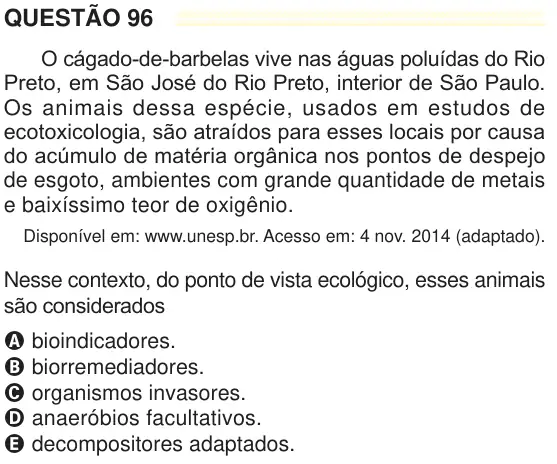 QUESTÃO 96
O cágado-de-barbelas vive nas águas poluídas do Rio
Preto, em São José do Rio Preto, interior de São Paulo.
Os animais dessa espécie, usados em estudos de
ecotoxicologia, são atraídos para esses locais por causa
do acúmulo de matéria orgânica nos pontos de despejo
de esgoto, ambientes com grande quantidade de metais
e baixíssimo teor de oxigênio.
Disponível em: www.unesp.br. Acesso em: 4 nov. 2014 (adaptado).
Nesse contexto, do ponto de vista ecológico, esses animais
são considerados
A bioindicadores.
B biorremediadores.
C organismos invasores.
D anaeróbios facultativos.
E decompositores adaptados.